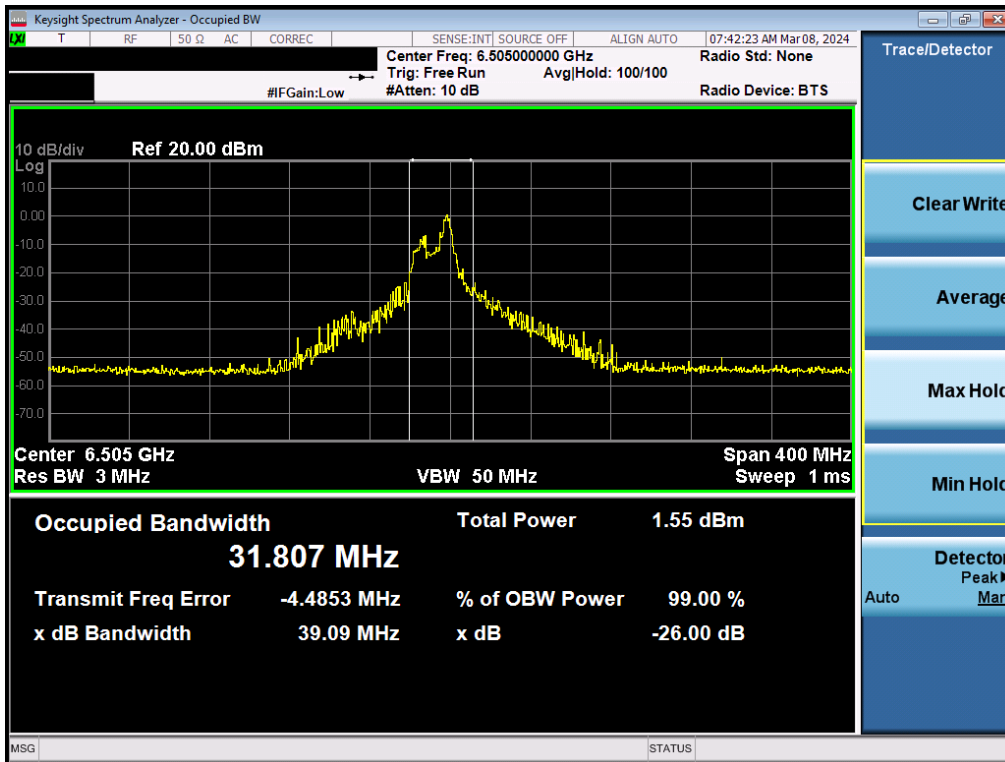 Keysight Spectrum Analyzer - Occupied BW
LXI T RF 50 Ω AC CORREC SENSE:INT SOURCE OFF ALIGN AUTO 07:42:23 AM Mar 08, 2024
Center Freq: 6.505000000 GHz Radio Std: None
Trig: Free Run Avg|Hold: 100/100
#IFGain:Low #Atten: 10 dB Radio Device: BTS
10 dB/div Ref 20.00 dBm
Log
10.0
0.00
-10.0
-20.0
-30.0
-40.0
-50.0
-60.0
-70.0
Center 6.505 GHz Span 400 MHz
Res BW 3 MHz VBW 50 MHz Sweep 1 ms
Occupied Bandwidth Total Power 1.55 dBm
31.807 MHz
Transmit Freq Error -4.4853 MHz % of OBW Power 99.00 %
x dB Bandwidth 39.09 MHz x dB -26.00 dB
MSG STATUS
Trace/Detector
Clear Write
Average
Max Hold
Min Hold
Detector
Peak
Auto Man